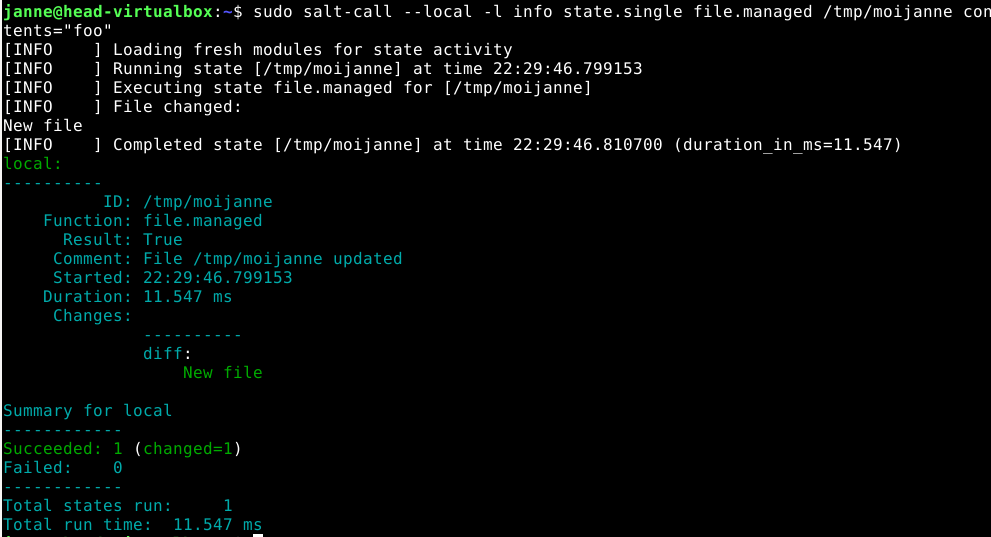 janne@head-virtualbox:~$ sudo salt-call --local -l info state.single file.managed /tmp/moijanne con
tents="foo"
[INFO    ] Loading fresh modules for state activity
[INFO    ] Running state [/tmp/moijanne] at time 22:29:46.799153
[INFO    ] Executing state file.managed for [/tmp/moijanne]
[INFO    ] File changed:
New file
[INFO    ] Completed state [/tmp/moijanne] at time 22:29:46.810700 (duration_in_ms=11.547)
local:
----------
          ID: /tmp/moijanne
    Function: file.managed
      Result: True
     Comment: File /tmp/moijanne updated
     Started: 22:29:46.799153
    Duration: 11.547 ms
     Changes:
              ----------
              diff:
                  New file

Summary for local
------------
Succeeded: 1 (changed=1)
Failed:    0
------------
Total states run:     1
Total run time:  11.547 ms